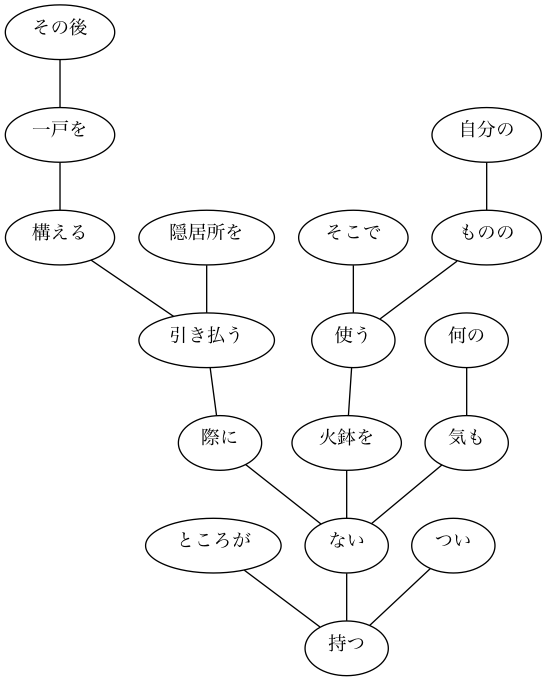 その後
一戸を
自分の
構える
隠居所を
そこで
ものの
引き払う
使う
何の
際に
火鉢を
気も
ところが
ない
つい
持つ